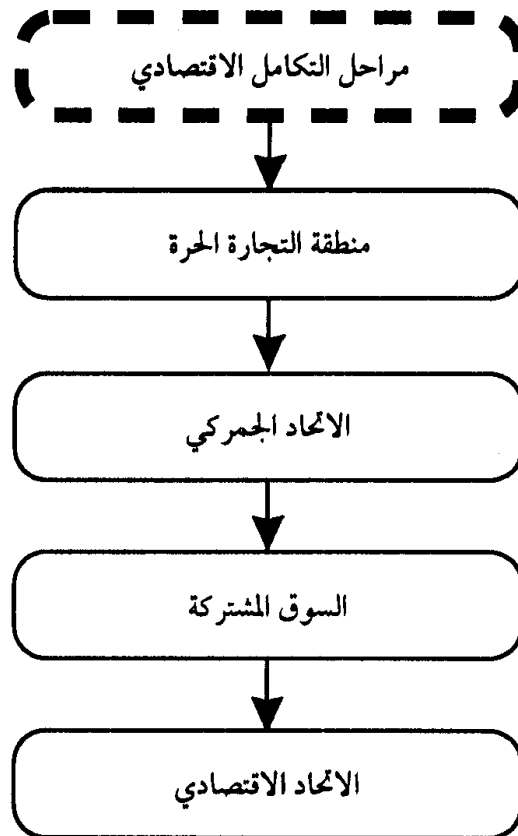 مراحل التكامل الاقتصادي
منطقة التجارة الحرة
الاتحاد الجمركي
السوق المشتركة
الاتحاد الاقتصادي